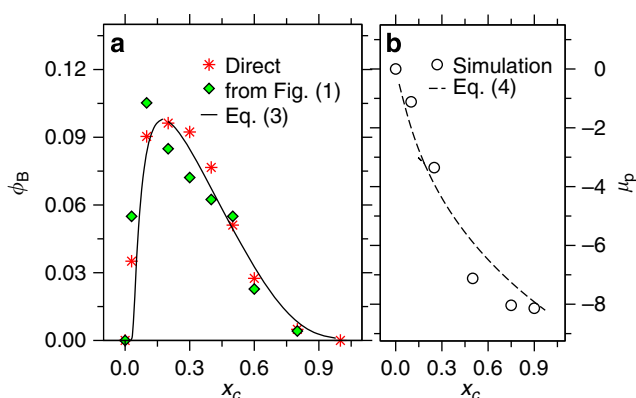 a
Direct
from Fig. (1)
Eq. (3)
0.12
0.09
0.06
0.03
0.00
ϕB
0.0 0.3 0.6 0.9
xc
b
Simulation
Eq. (4)
0
−2
−4
−6
−8
μp
0.0 0.3 0.6 0.9
xc